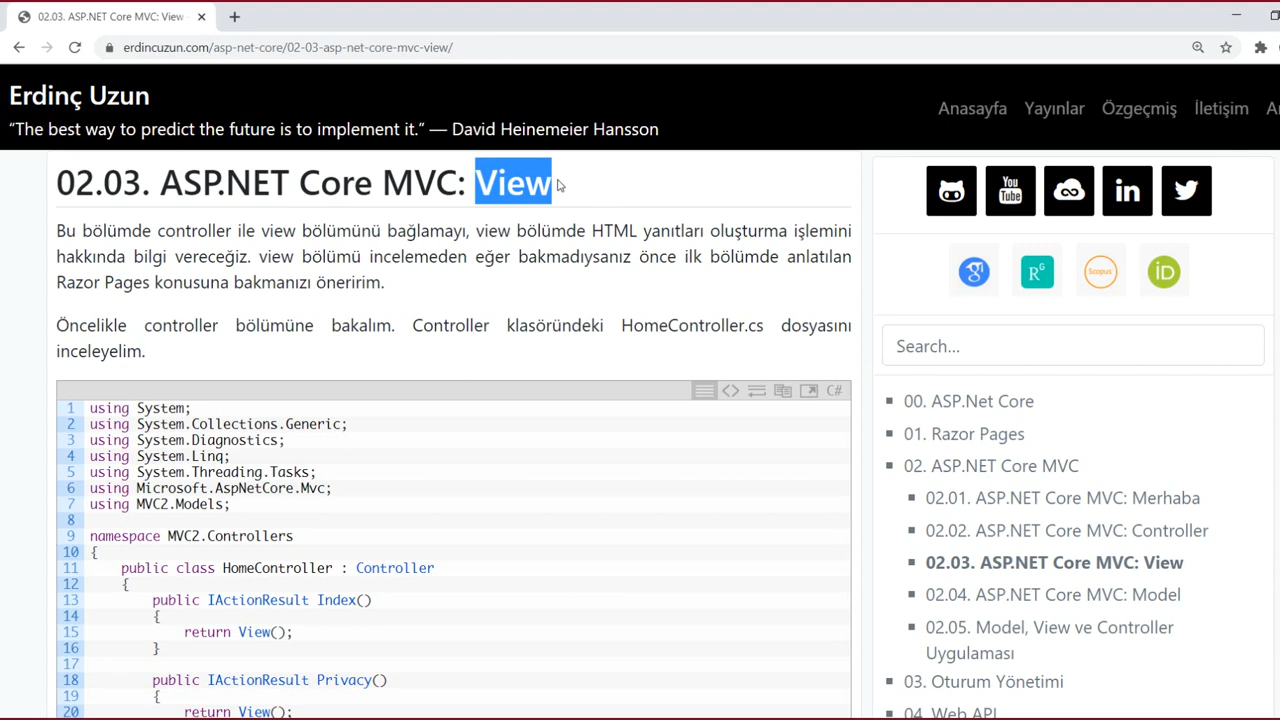 02.03. ASP.NET Core MVC: View
erdincuzun.com/asp-net-core/02-03-asp-net-core-mvc-view/
Erdinç Uzun
“The best way to predict the future is to implement it.” — David Heinemeier Hansson
Anasayfa Yayınlar Özgeçmiş İletişim
02.03. ASP.NET Core MVC: View
Bu bölümde controller ile view bölümünü bağlamayı, view bölümde HTML yanıtları oluşturma işlemini
hakkında bilgi vereceğiz. view bölümü incelemeden eğer bakmadıysanız önce ilk bölümde anlatılan
Razor Pages konusuna bakmanızı öneririm.
Öncelikle controller bölümüne bakalım. Controller klasöründeki HomeController.cs dosyasını
inceleyelim.
C#
1 using System;
2 using System.Collections.Generic;
3 using System.Diagnostics;
4 using System.Linq;
5 using System.Threading.Tasks;
6 using Microsoft.AspNetCore.Mvc;
7 using MVC2.Models;
8
9 namespace MVC2.Controllers
10 {
11 public class HomeController : Controller
12 {
13 public IActionResult Index()
14 {
15 return View();
16 }
17
18 public IActionResult Privacy()
19 {
20 return View();
You Tube
in
RG
Scopus
iD
Search...
00. ASP.Net Core
01. Razor Pages
02. ASP.NET Core MVC
02.01. ASP.NET Core MVC: Merhaba
02.02. ASP.NET Core MVC: Controller
02.03. ASP.NET Core MVC: View
02.04. ASP.NET Core MVC: Model
02.05. Model, View ve Controller
Uygulaması
03. Oturum Yönetimi
04. Web API